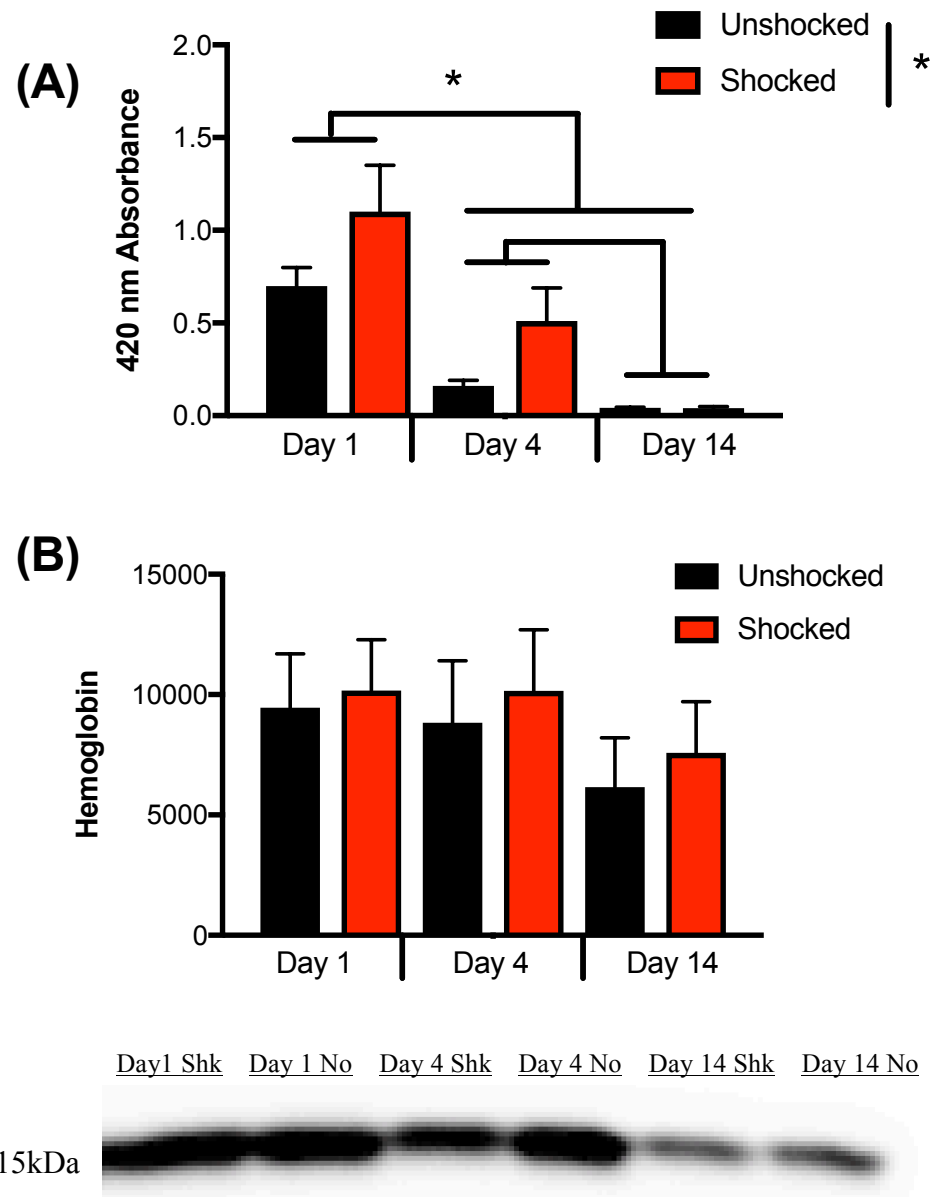 (A)
420 nm Absorbance
2.0
1.5
1.0
0.5
0.0
Unshocked
Shocked
*
*
Day 1 Day 4 Day 14
(B)
Hemoglobin
15000
10000
5000
0
Unshocked
Shocked
Day 1 Day 4 Day 14
Day1 Shk Day 1 No Day 4 Shk Day 4 No Day 14 Shk Day 14 No
15kDa